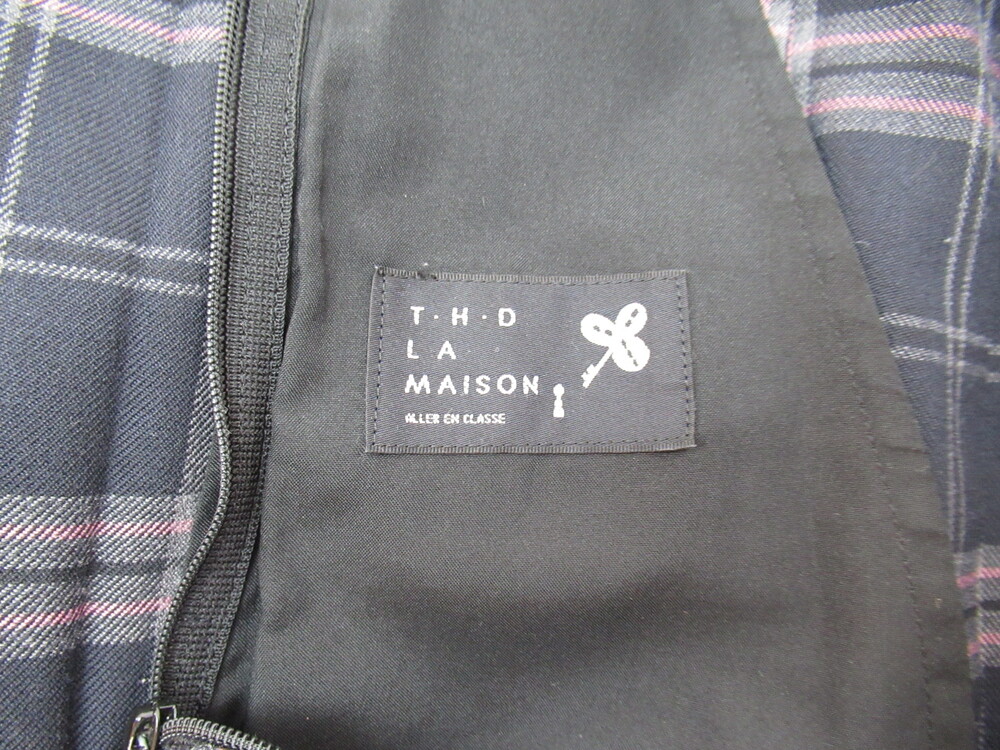 T·H·D
LA
MAISON
ALLER EN CLASSE